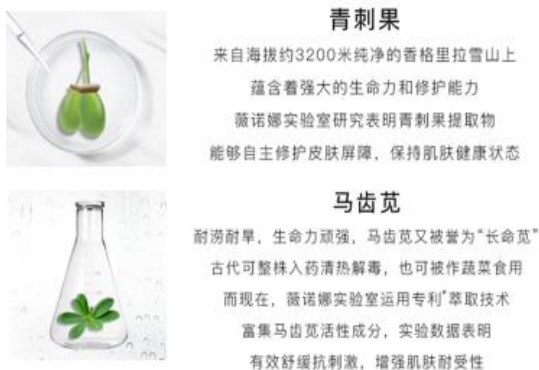 青刺果
来自海拔约3200米纯净的香格里拉雪山上
蕴含着强大的生命力和修护能力
薇诺娜实验室研究表明青刺果提取物
能够自主修护皮肤屏障，保持肌肤健康状态
马齿苋
耐涝耐旱，生命力顽强，马齿苋又被誉为“长命苋”
古代可整株入药清热解毒，也可被作蔬菜食用
而现在，薇诺娜实验室运用专利*萃取技术
富集马齿苋活性成分，实验数据表明
有效舒缓抗刺激，增强肌肤耐受性